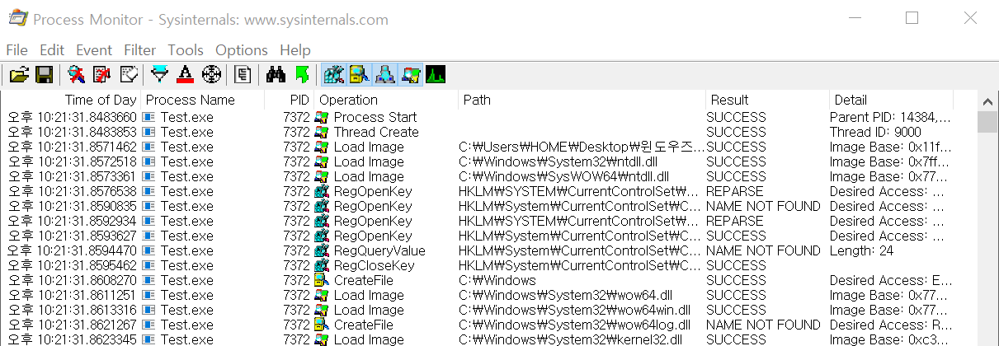 Process Monitor - Sysinternals: www.sysinternals.com
File Edit Event Filter Tools Options Help
Time of Day Process Name PID Operation Path Result Detail
오후 10:21:31.8483660 Test.exe 7372 Process Start SUCCESS Parent PID: 14384,...
오후 10:21:31.8483853 Test.exe 7372 Thread Create SUCCESS Thread ID: 9000
오후 10:21:31.8571462 Test.exe 7372 Load Image C:₩Users₩HOME₩Desktop₩윈도우즈... SUCCESS Image Base: 0x11f...
오후 10:21:31.8572518 Test.exe 7372 Load Image C:₩Windows₩System32₩ntdll.dll SUCCESS Image Base: 0x7ff...
오후 10:21:31.8573361 Test.exe 7372 Load Image C:₩Windows₩SysWOW64₩ntdll.dll SUCCESS Image Base: 0x77...
오후 10:21:31.8576538 Test.exe 7372 RegOpenKey HKLM₩SYSTEM₩CurrentControlSet₩... REPARSE Desired Access: ...
오후 10:21:31.8590835 Test.exe 7372 RegOpenKey HKLM₩System₩CurrentControlSet₩C... NAME NOT FOUND Desired Access: ...
오후 10:21:31.8592934 Test.exe 7372 RegOpenKey HKLM₩SYSTEM₩CurrentControlSet₩... REPARSE Desired Access: ...
오후 10:21:31.8593627 Test.exe 7372 RegOpenKey HKLM₩System₩CurrentControlSet₩C... SUCCESS Desired Access: ...
오후 10:21:31.8594470 Test.exe 7372 RegQueryValue HKLM₩System₩CurrentControlSet₩C... NAME NOT FOUND Length: 24
오후 10:21:31.8595462 Test.exe 7372 RegCloseKey HKLM₩System₩CurrentControlSet₩C... SUCCESS
오후 10:21:31.8608270 Test.exe 7372 CreateFile C:₩Windows SUCCESS Desired Access: E...
오후 10:21:31.8611251 Test.exe 7372 Load Image C:₩Windows₩System32₩wow64.dll SUCCESS Image Base: 0x77...
오후 10:21:31.8613316 Test.exe 7372 Load Image C:₩Windows₩System32₩wow64win.dll SUCCESS Image Base: 0x77...
오후 10:21:31.8621267 Test.exe 7372 CreateFile C:₩Windows₩System32₩wow64log.dll NAME NOT FOUND Desired Access: R...
오후 10:21:31.8623345 Test.exe 7372 Load Image C:₩Windows₩System32₩kernel32.dll SUCCESS Image Base: 0xc3...